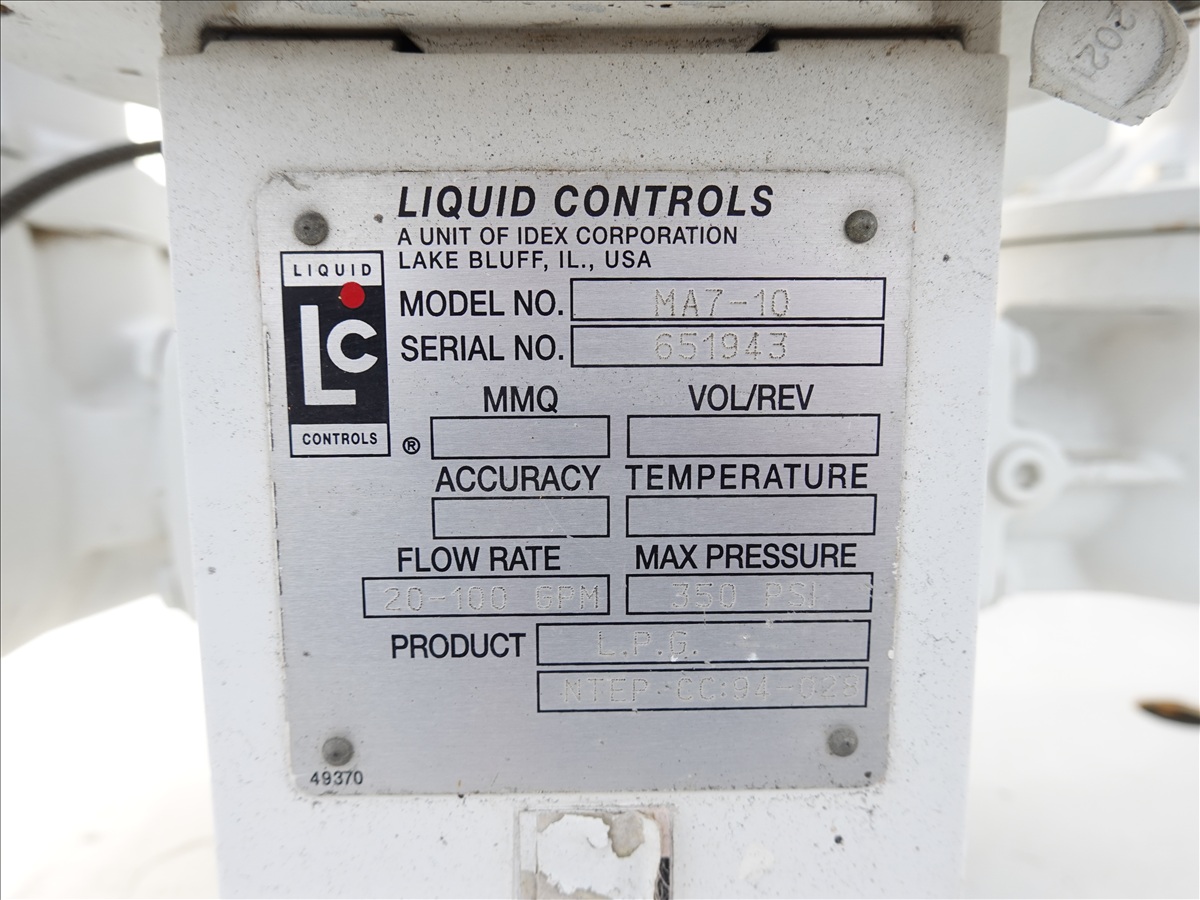 2021
LIQUID CONTROLS
A UNIT OF IDEX CORPORATION
LAKE BLUFF, IL., USA
LIQUID
LC
CONTROLS
®
MODEL NO. MA7-10
SERIAL NO. 651943
MMQ VOL/REV
ACCURACY TEMPERATURE
FLOW RATE MAX PRESSURE
20-100 GPM 350 PSI
PRODUCT L.P.G.
NTEP CC:94-028
49370